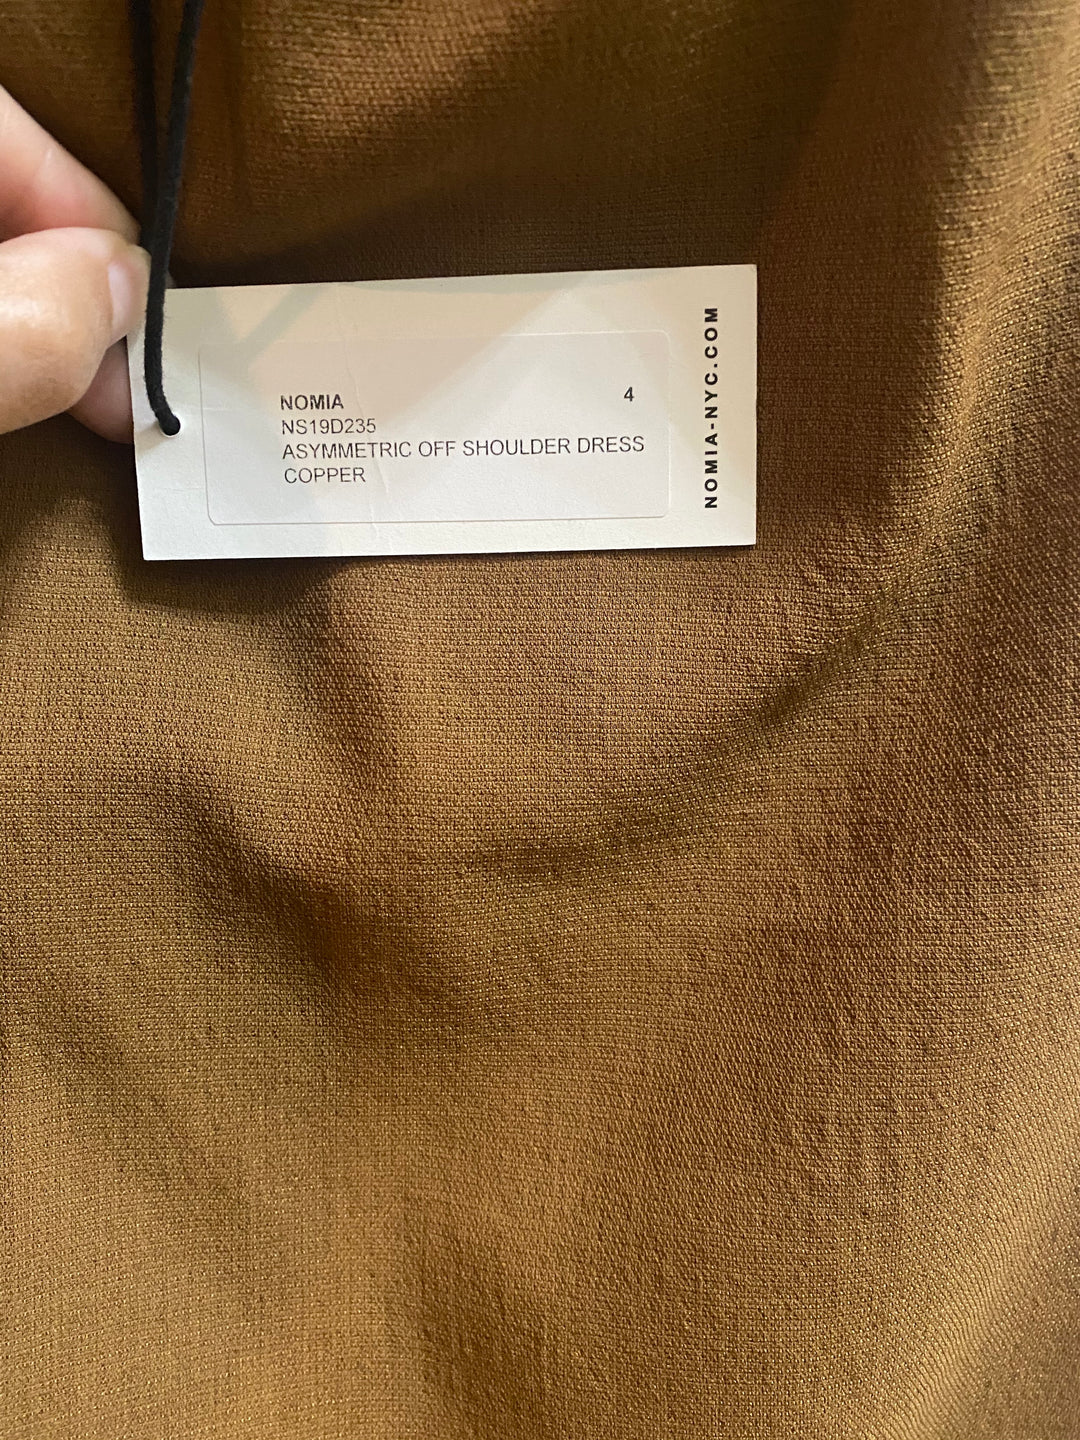 NOMIA 4
NS19D235
ASYMMETRIC OFF SHOULDER DRESS
COPPER
NOMIA-NYC.COM